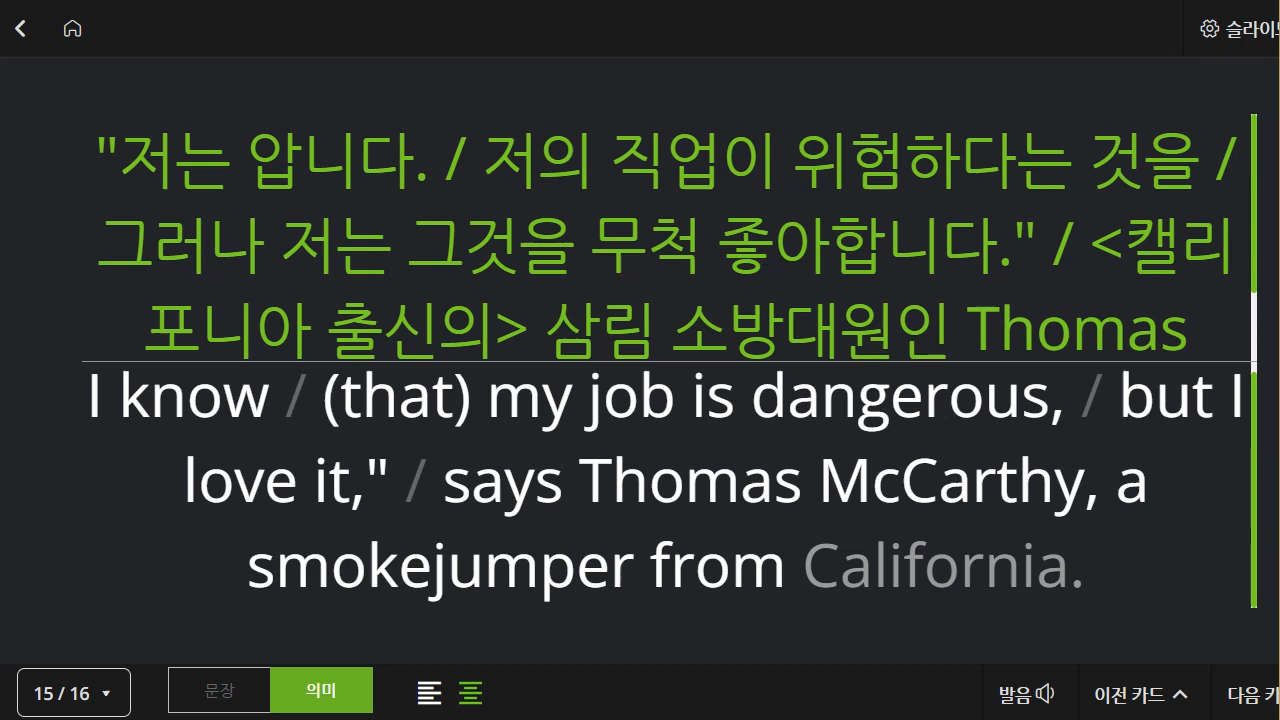 슬라이드
"저는 압니다. / 저의 직업이 위험하다는 것을 /
그러나 저는 그것을 무척 좋아합니다." / <캘리
포니아 출신의> 삼림 소방대원인 Thomas
I know / (that) my job is dangerous, / but I
love it," / says Thomas McCarthy, a
smokejumper from California.
15 / 16
문장
의미
발음
이전 카드
다음 카